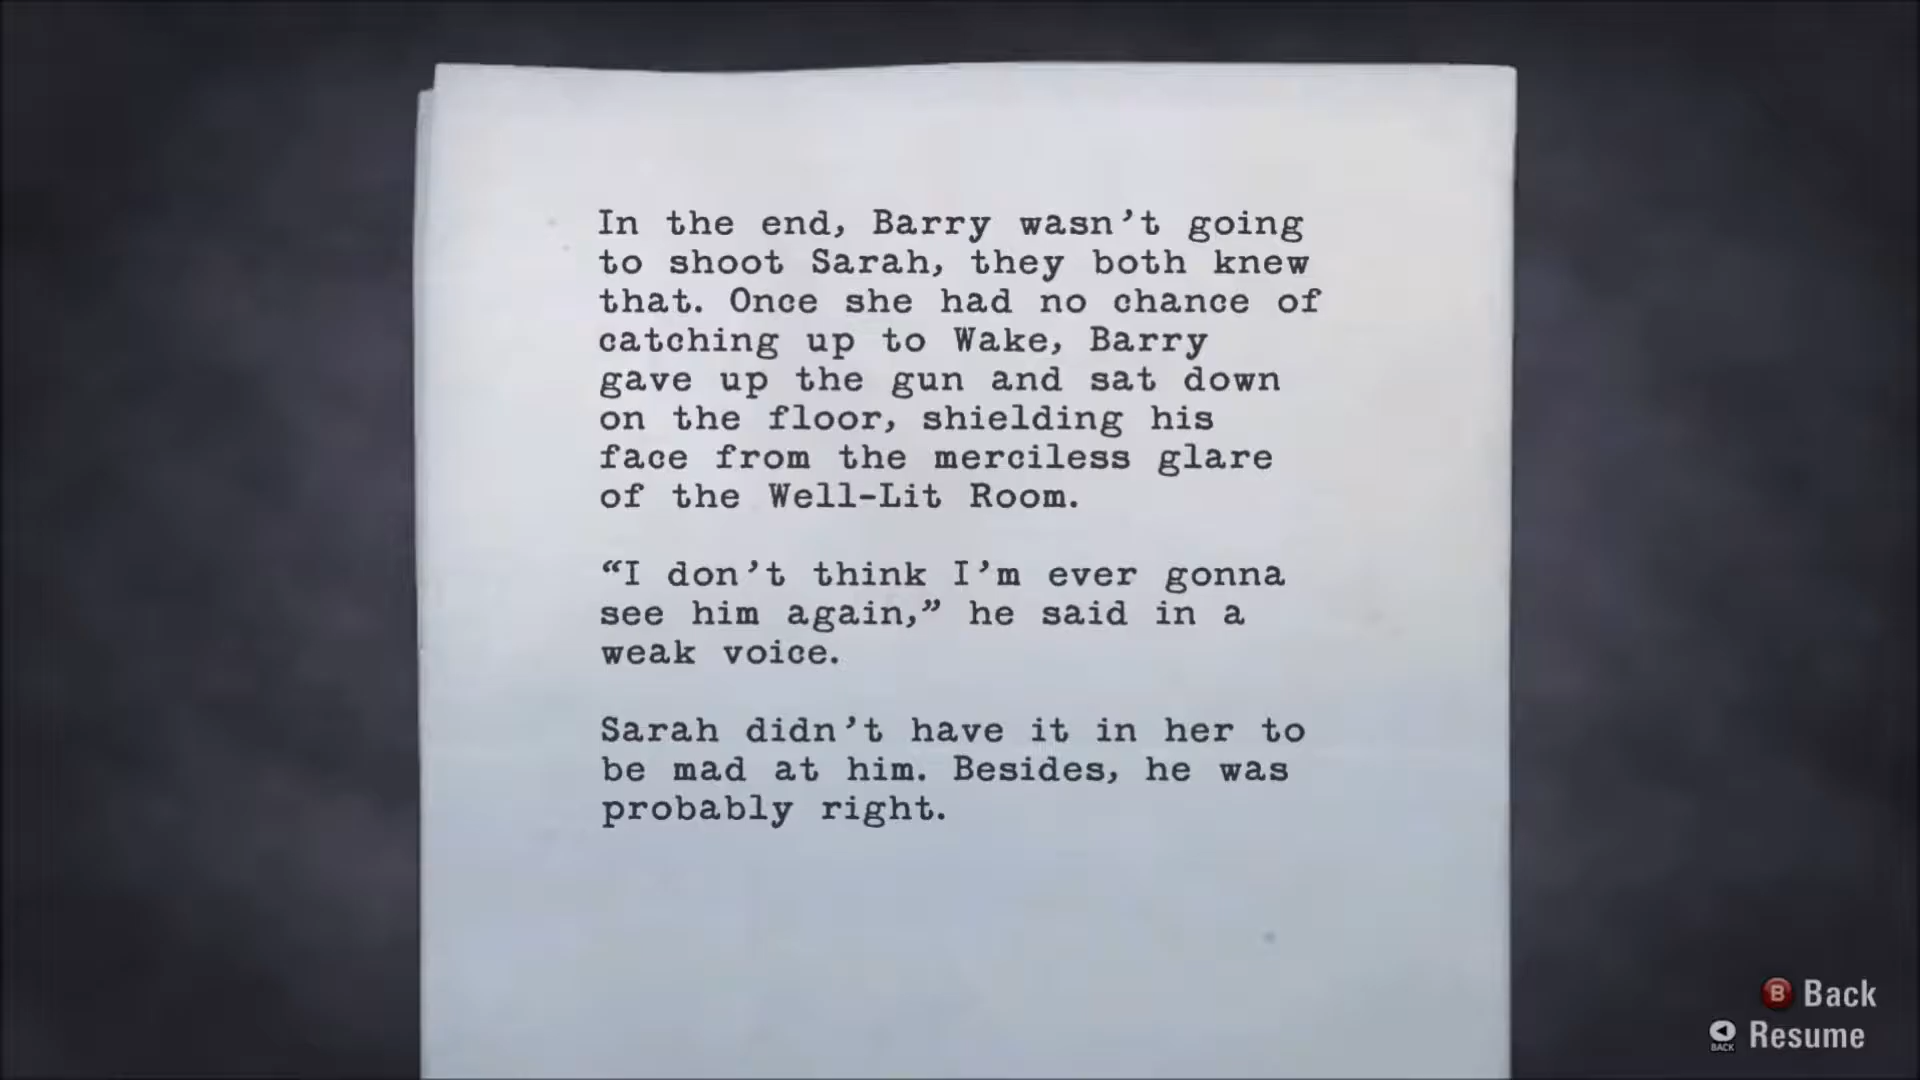 In the end, Barry wasn’t going
to shoot Sarah, they both knew
that. Once she had no chance of
catching up to Wake, Barry
gave up the gun and sat down
on the floor, shielding his
face from the merciless glare
of the Well-Lit Room.
“I don’t think I’m ever gonna
see him again,” he said in a
weak voice.
Sarah didn’t have it in her to
be mad at him. Besides, he was
probably right.
B Back
BACK Resume